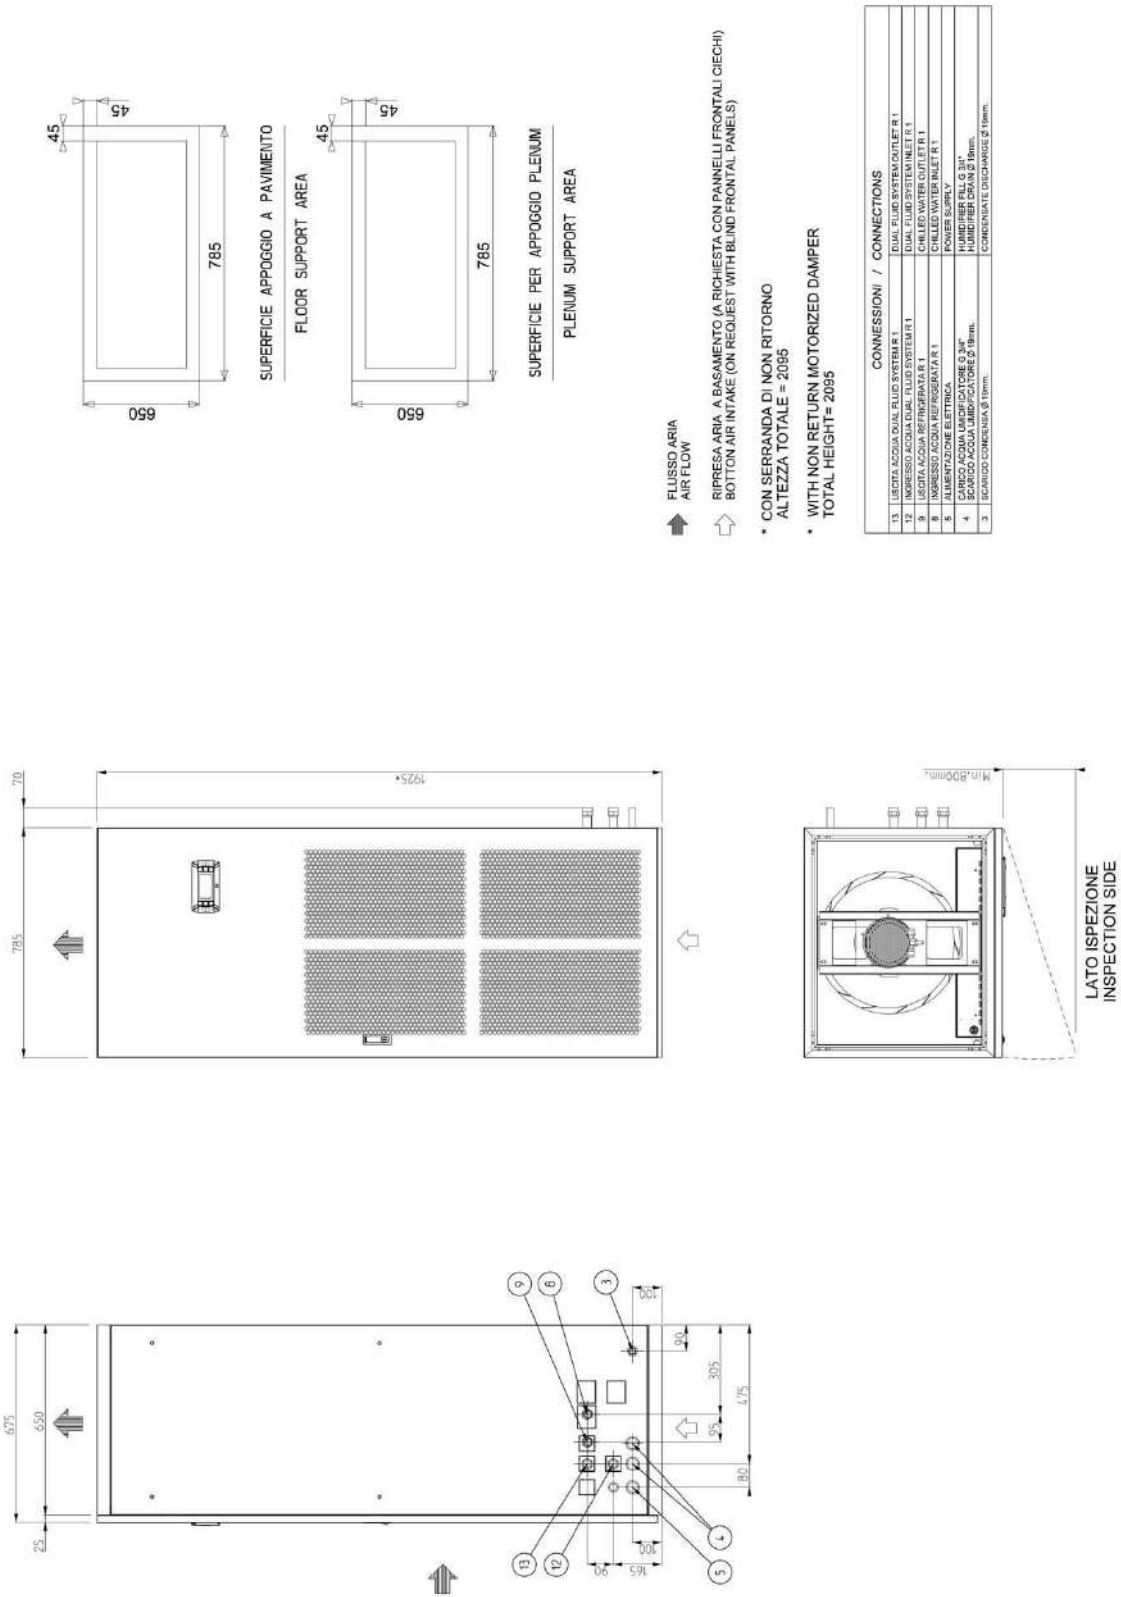 675
650
25
9
8
3
13
12
4
5
100
90
305
95
475
80
100
90
165
785
70
1925*
Min.800mm.
LATO ISPEZIONE
INSPECTION SIDE
45
45
650
785
SUPERFICIE APPOGGIO A PAVIMENTO
FLOOR SUPPORT AREA
45
45
650
785
SUPERFICIE PER APPOGGIO PLENUM
PLENUM SUPPORT AREA
FLUSSO ARIA
AIR FLOW
RIPRESA ARIA A BASAMENTO (A RICHIESTA CON PANNELLI FRONTALI CIECHI)
BOTTON AIR INTAKE (ON REQUEST WITH BLIND FRONTAL PANELS)
* CON SERRANDA DI NON RITORNO
ALTEZZA TOTALE = 2095
* WITH NON RETURN MOTORIZED DAMPER
TOTAL HEIGHT= 2095
CONNESSIONI / CONNECTIONS
13 USCITA ACQUA DUAL FLUID SYSTEM R 1 DUAL FLUID SYSTEM OUTLET R 1
12 INGRESSO ACQUA DUAL FLUID SYSTEM R 1 DUAL FLUID SYSTEM INLET R 1
9 USCITA ACQUA REFRIGERATA R 1 CHILLED WATER OUTLET R 1
8 INGRESSO ACQUA REFRIGERATA R 1 CHILLED WATER INLET R 1
5 ALIMENTAZIONE ELETTRICA POWER SUPPLY
4 CARICO ACQUA UMIDIFICATORE G 3/4" HUMIDIFIER FILL G 3/4"
SCARICO ACQUA UMIDIFICATORE Ø 19mm. HUMIDIFIER DRAIN Ø 19mm.
3 SCARICO CONDENSA Ø 19mm. CONDENSATE DISCHARGE Ø 19mm.